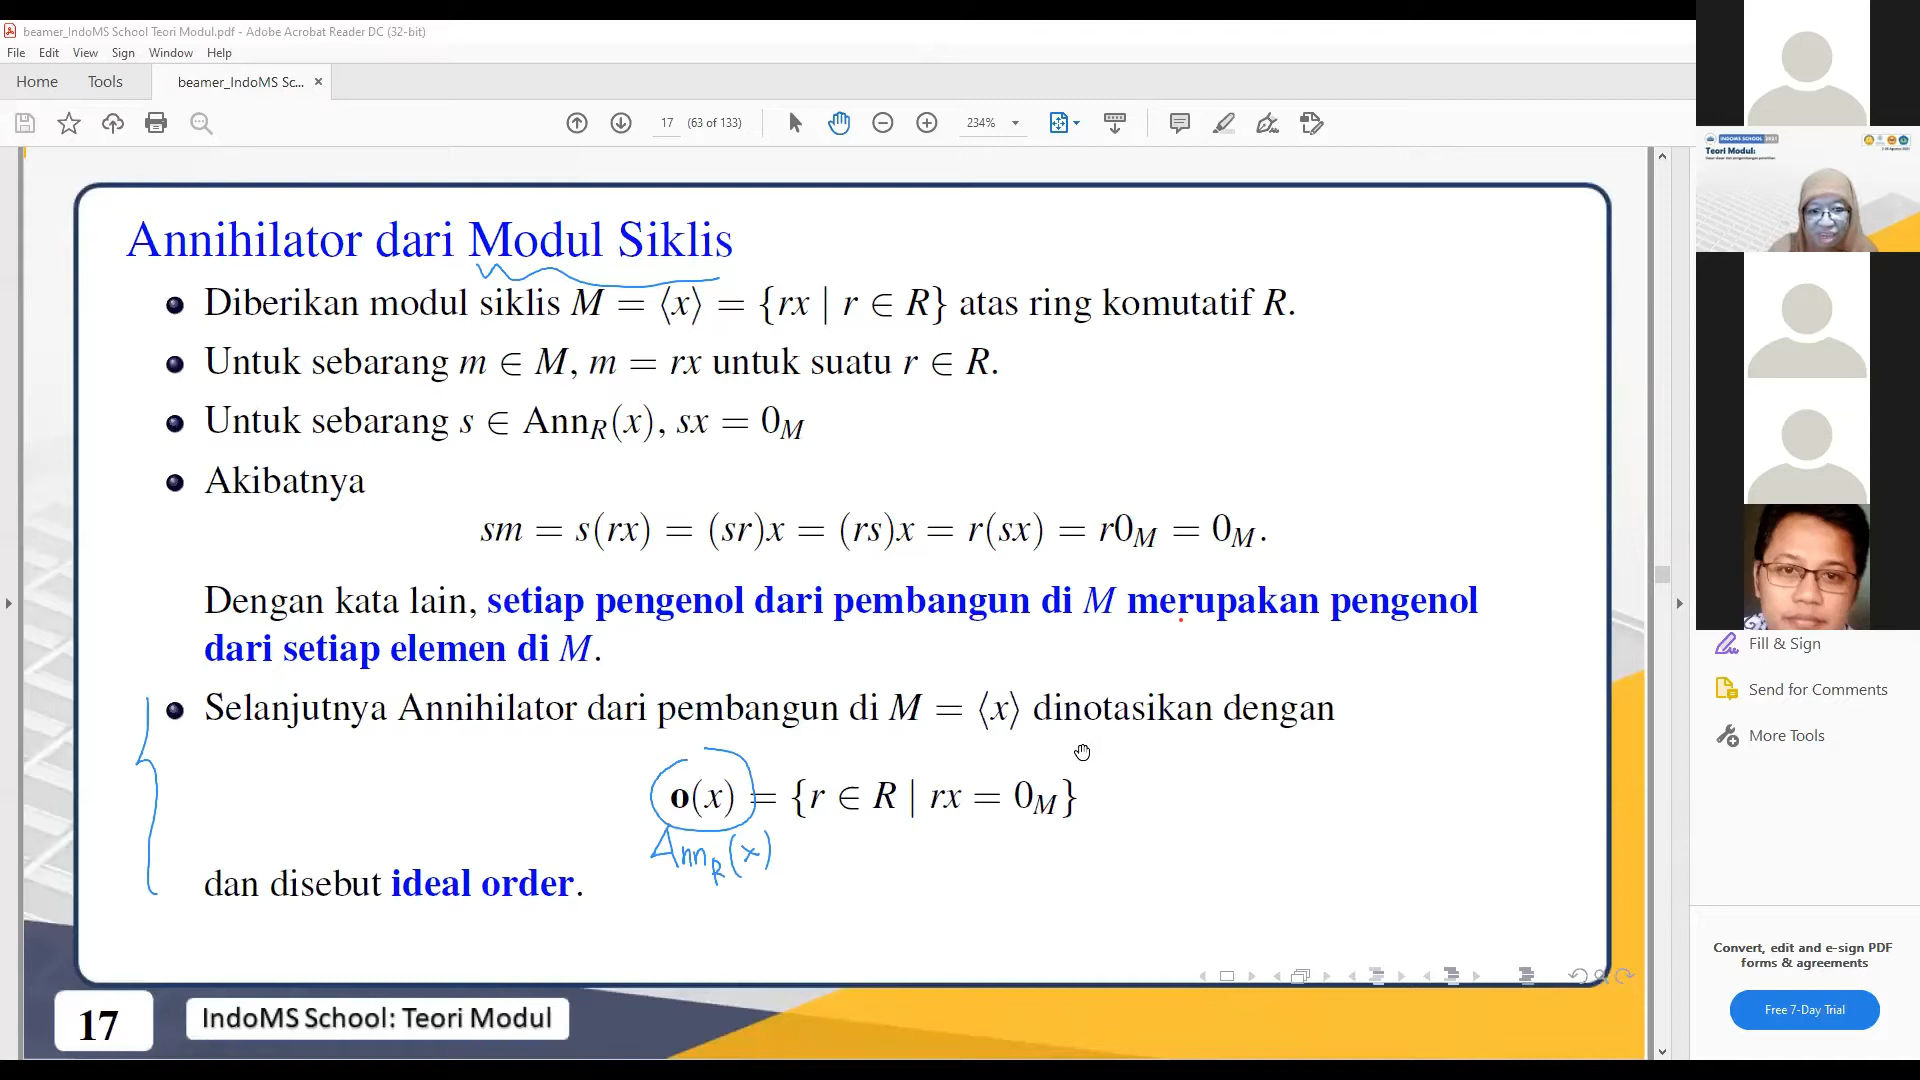 beamer_IndoMS School Teori Modul.pdf - Adobe Acrobat Reader DC (32-bit)
File Edit View Sign Window Help
Home Tools beamer_IndoMS Sc... ×
17 (63 of 133) 234%
INDOMS SCHOOL 2021
Teori Modul:
Annihilator dari Modul Siklis
Diberikan modul siklis M = ⟨x⟩ = {rx | r ∈ R} atas ring komutatif R.
Untuk sebarang m ∈ M, m = rx untuk suatu r ∈ R.
Untuk sebarang s ∈ Ann_R(x), sx = 0_M
Akibatnya
sm = s(rx) = (sr)x = (rs)x = r(sx) = r0_M = 0_M.
Dengan kata lain, setiap pengenol dari pembangun di M merupakan pengenol
dari setiap elemen di M.
Selanjutnya Annihilator dari pembangun di M = ⟨x⟩ dinotasikan dengan
o(x) = {r ∈ R | rx = 0_M}
Ann_R(x)
dan disebut ideal order.
17 IndoMS School: Teori Modul
Fill & Sign
Send for Comments
More Tools
Convert, edit and e-sign PDF
forms & agreements
Free 7-Day Trial